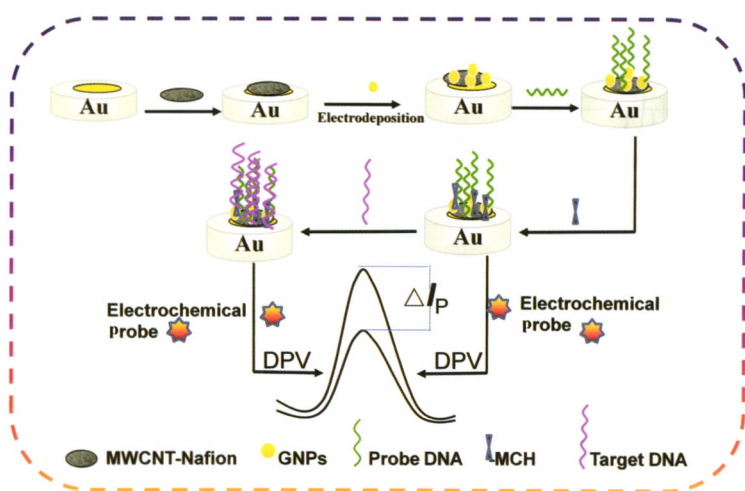 Au
Au
Electrodeposition
Au
Au
Au
Au
Electrochemical
probe
DPV
△IP
DPV
Electrochemical
probe
MWCNT-Nafion
GNPs
Probe DNA
MCH
Target DNA